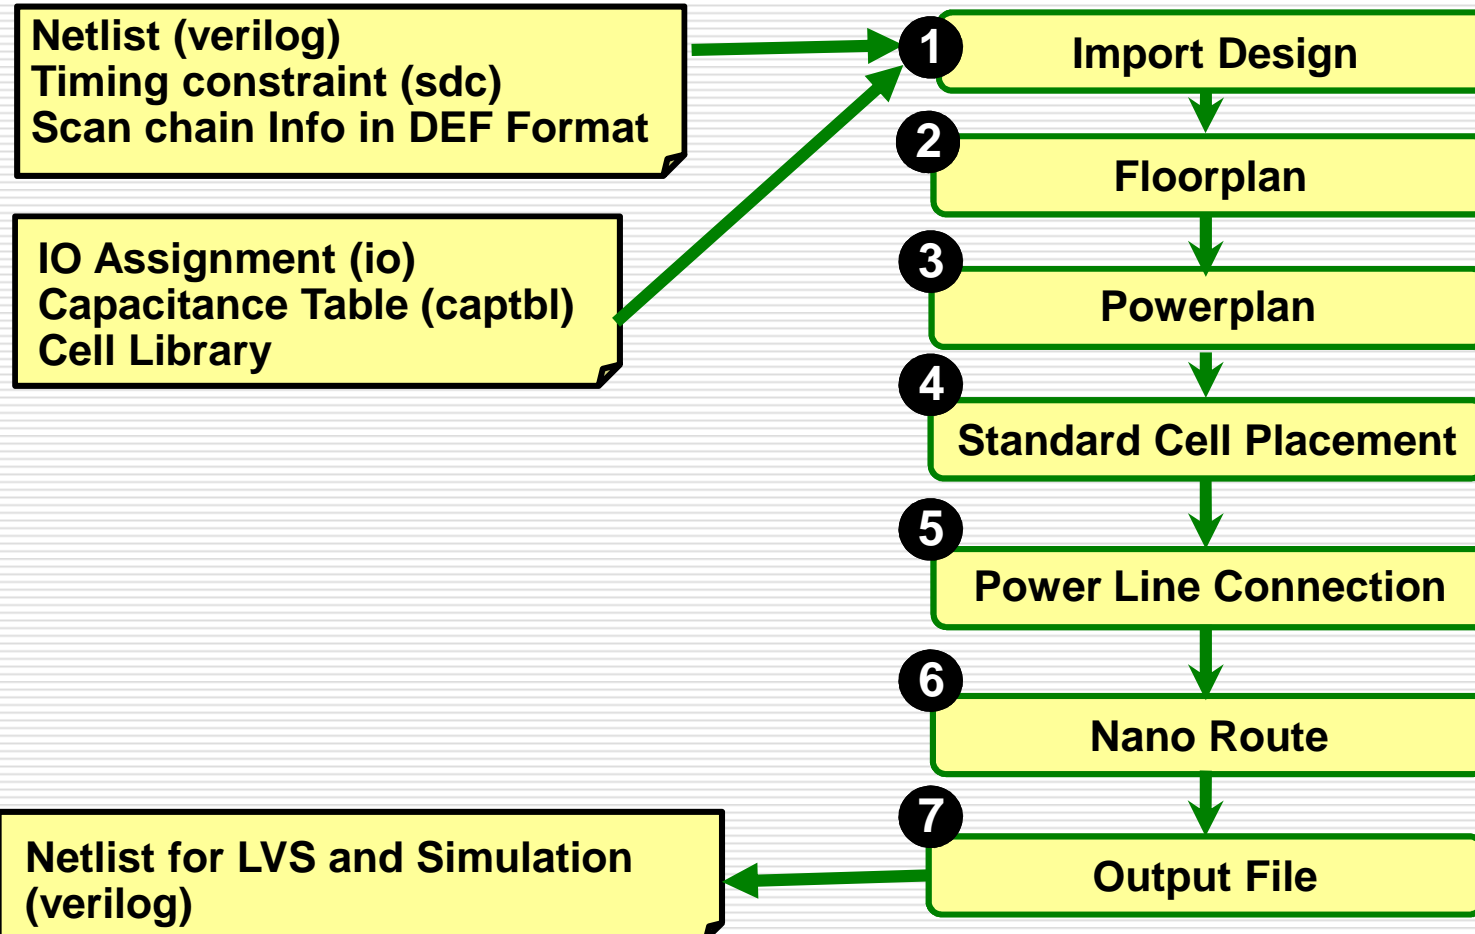 Netlist (verilog)
Timing constraint (sdc)
Scan chain Info in DEF Format
IO Assignment (io)
Capacitance Table (captbl)
Cell Library
1
Import Design
2
Floorplan
3
Powerplan
4
Standard Cell Placement
5
Power Line Connection
6
Nano Route
7
Output File
Netlist for LVS and Simulation
(verilog)